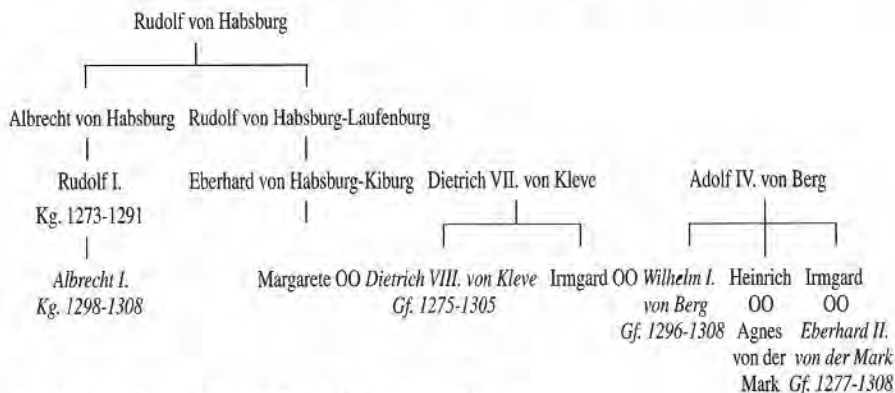 Rudolf von Habsburg
Albrecht von Habsburg Rudolf von Habsburg-Laufenburg
Rudolf I. Eberhard von Habsburg-Kiburg Dietrich VII. von Kleve Adolf IV. von Berg
Kg. 1273-1291
Albrecht I. Margarete OO Dietrich VIII. von Kleve Irmgard OO Wilhelm I. Heinrich Irmgard
Kg. 1298-1308 Gf. 1275-1305 von Berg OO OO
Gf. 1296-1308 Agnes Eberhard II.
von der von der Mark
Mark Gf. 1277-1308